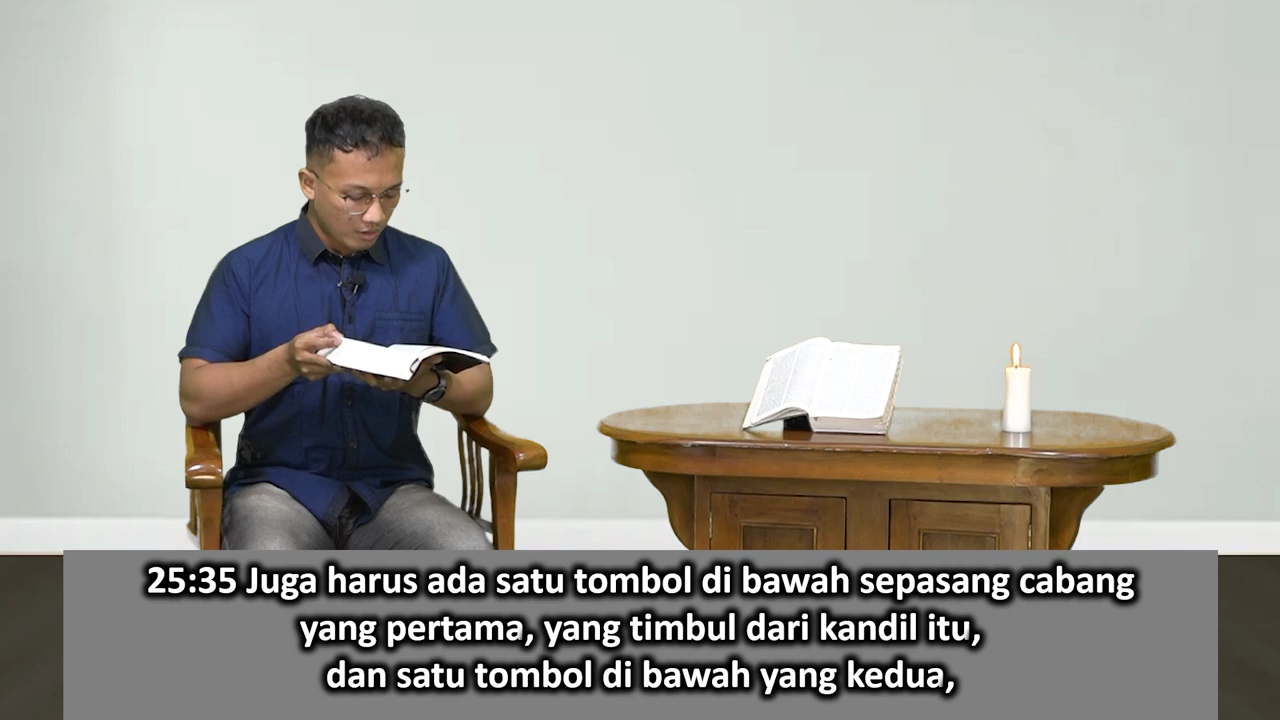 25:35 Juga harus ada satu tombol di bawah sepasang cabang
yang pertama, yang timbul dari kandil itu,
dan satu tombol di bawah yang kedua,